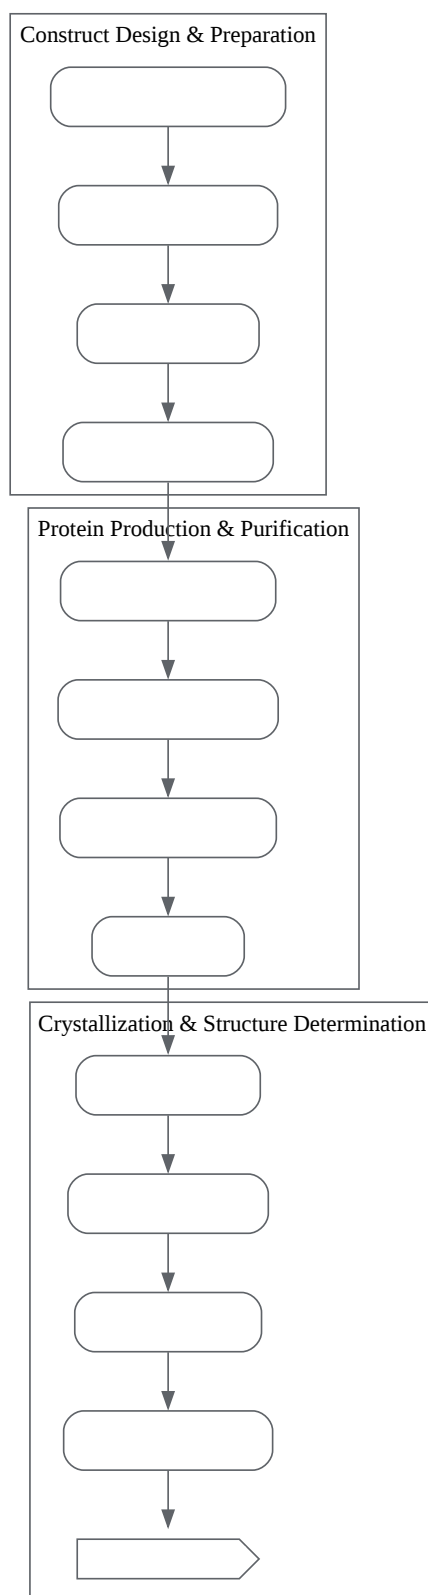 Construct Design & Preparation
Protein Production & Purification
Crystallization & Structure Determination